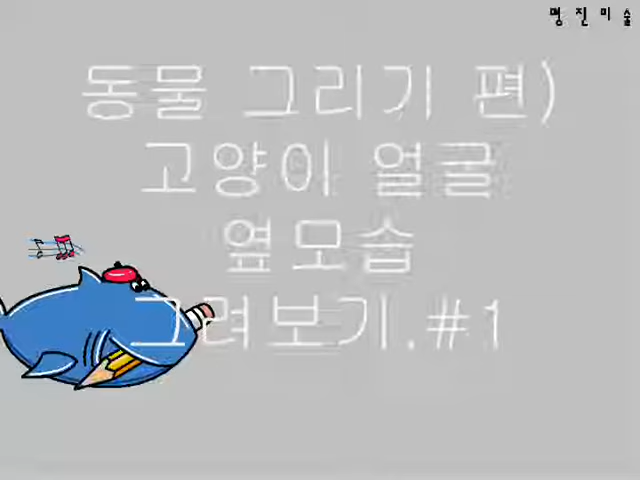 명진미술
동물 그리기 편)
고양이 얼굴
옆모습
그려보기.#1